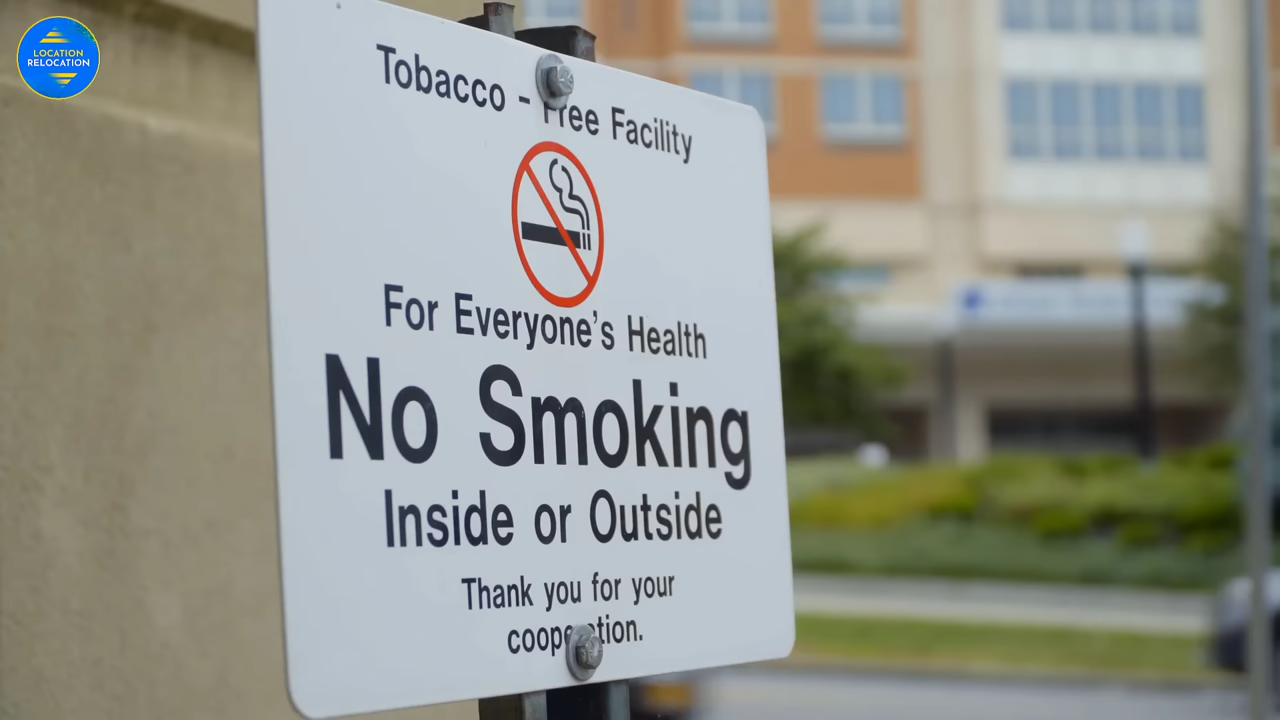 LOCATION
RELOCATION
Tobacco - Free Facility
For Everyone's Health
No Smoking
Inside or Outside
Thank you for your
cooperation.